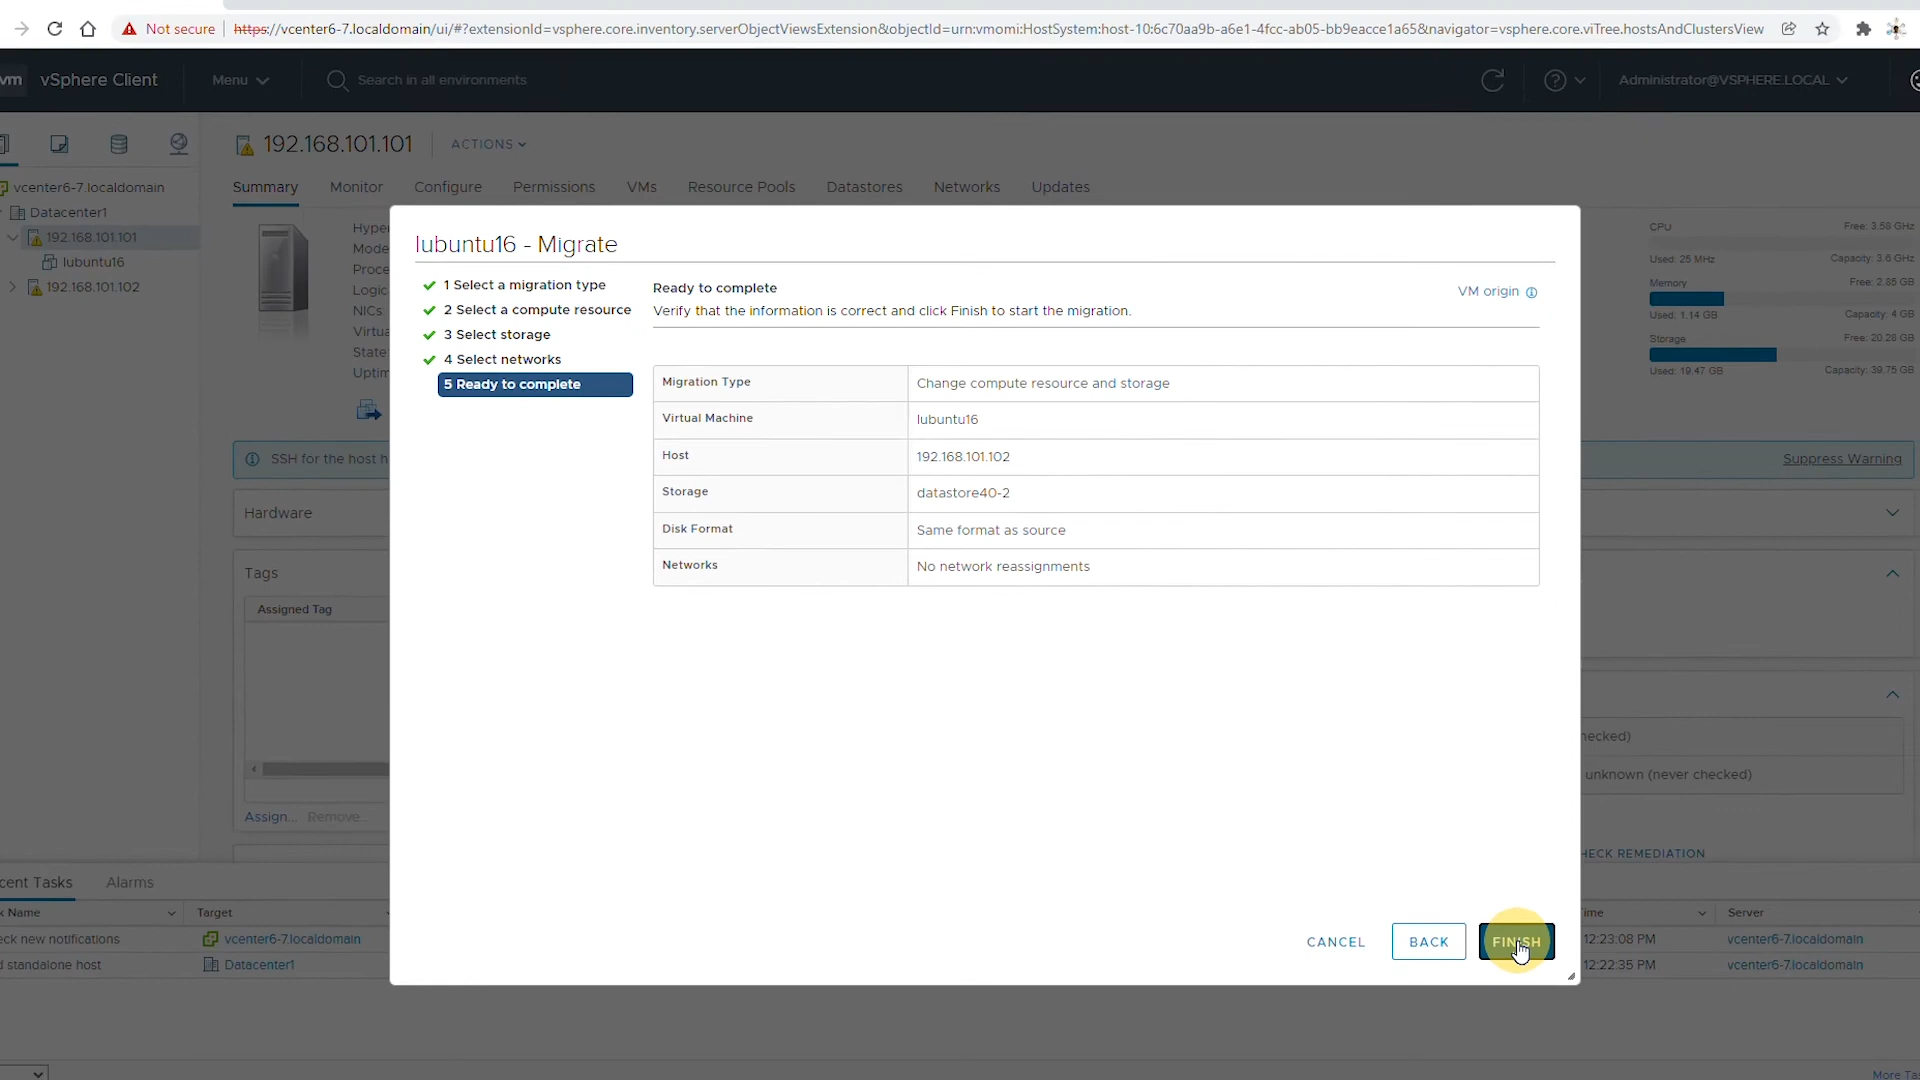 Not secure
https://vcenter6-7.localdomain/ui/#?extensionId=vsphere.core.inventory.serverObjectViewsExtension&objectId=urn:vmomi:HostSystem:host-10:6c70aa9b-a6e1-4fcc-ab05-bb9eacce1a65&navigator=vsphere.core.viTree.hostsAndClustersView
vm vSphere Client
Menu
Search in all environments
Administrator@VSPHERE.LOCAL
192.168.101.101
ACTIONS
vcenter6-7.localdomain
Datacenter1
192.168.101.101
lubuntu16
192.168.101.102
Summary Monitor Configure Permissions VMs Resource Pools Datastores Networks Updates
Hyper
Mode
Proce
Logic
NICs:
Virtua
State:
Uptim
CPU Free: 3.58 GHz
Used: 25 MHz Capacity: 3.6 GHz
Memory Free: 2.85 GB
Used: 1.14 GB Capacity: 4 GB
Storage Free: 20.28 GB
Used: 19.47 GB Capacity: 39.75 GB
SSH for the host h
Suppress Warning
Hardware
Tags
Assigned Tag
Assign... Remove...
lubuntu16 - Migrate
1 Select a migration type
2 Select a compute resource
3 Select storage
4 Select networks
5 Ready to complete
Ready to complete
Verify that the information is correct and click Finish to start the migration.
VM origin
Migration Type Change compute resource and storage
Virtual Machine lubuntu16
Host 192.168.101.102
Storage datastore40-2
Disk Format Same format as source
Networks No network reassignments
CANCEL BACK FINISH
hecked)
unknown (never checked)
HECK REMEDIATION
cent Tasks Alarms
k Name Target ime Server
eck new notifications vcenter6-7.localdomain 12:23:08 PM vcenter6-7.localdomain
d standalone host Datacenter1 12:22:35 PM vcenter6-7.localdomain
More Tas